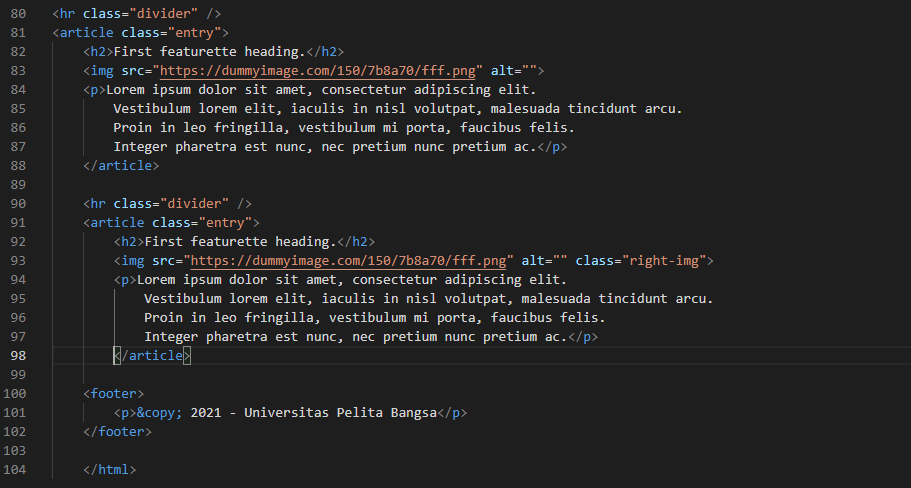 80 <hr class="divider" />
81 <article class="entry">
82     <h2>First featurette heading.</h2>
83     <img src="https://dummyimage.com/150/7b8a70/fff.png" alt="">
84     <p>Lorem ipsum dolor sit amet, consectetur adipiscing elit.
85         Vestibulum lorem elit, iaculis in nisl volutpat, malesuada tincidunt arcu.
86         Proin in leo fringilla, vestibulum mi porta, faucibus felis.
87         Integer pharetra est nunc, nec pretium nunc pretium ac.</p>
88     </article>
89
90     <hr class="divider" />
91     <article class="entry">
92         <h2>First featurette heading.</h2>
93         <img src="https://dummyimage.com/150/7b8a70/fff.png" alt="" class="right-img">
94         <p>Lorem ipsum dolor sit amet, consectetur adipiscing elit.
95             Vestibulum lorem elit, iaculis in nisl volutpat, malesuada tincidunt arcu.
96             Proin in leo fringilla, vestibulum mi porta, faucibus felis.
97             Integer pharetra est nunc, nec pretium nunc pretium ac.</p>
98         </article>
99
100     <footer>
101         <p>&copy; 2021 - Universitas Pelita Bangsa</p>
102     </footer>
103
104     </html>